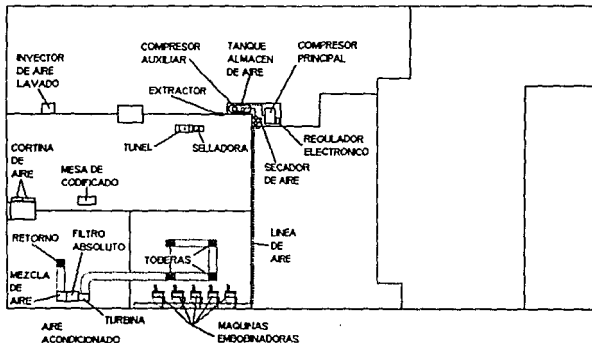 COMPRESOR
AUXILIAR
TANQUE
ALMACEN
DE AIRE
COMPRESOR
PRINCIPAL
INYECTOR
DE AIRE
LAVADO
EXTRACTOR
REGULADOR
ELECTRONICO
TUNEL
SELLADORA
SECADOR
DE AIRE
CORTINA
DE
AIRE
MESA DE
CODIFICADO
LINEA
DE
AIRE
RETORNO
FILTRO
ABSOLUTO
TODERAS
MEZCLA
DE AIRE
TURBINA
AIRE
ACONDICIONADO
MAQUINAS
EMBOBINADORAS